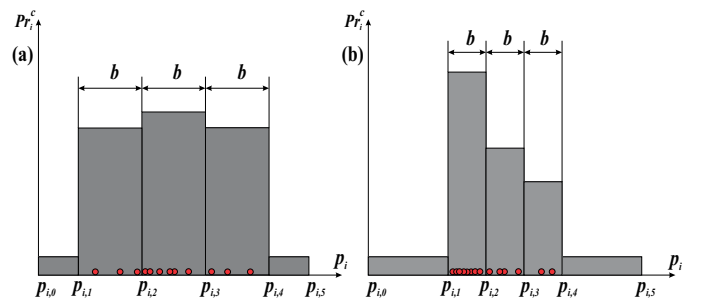 Pr_i^c
(a)
b b b
p_i
p_{i,0} p_{i,1} p_{i,2} p_{i,3} p_{i,4} p_{i,5}
Pr_i^c
(b)
b b b
p_i
p_{i,0} p_{i,1} p_{i,2} p_{i,3} p_{i,4} p_{i,5}